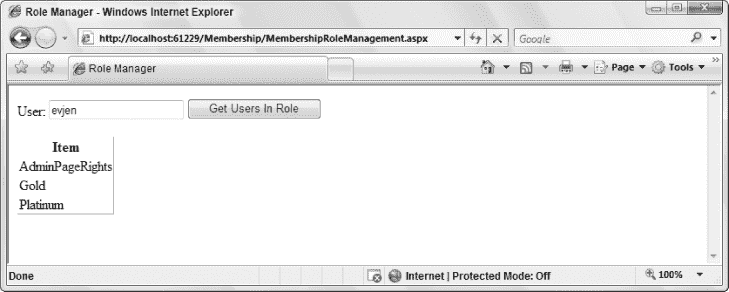 Role Manager - Windows Internet Explorer
http://localhost:61229/Membership/MembershipRoleManagement.aspx
Google
Role Manager
Page
Tools
User: evjen
Get Users In Role
Item
AdminPageRights
Gold
Platinum
Done
Internet | Protected Mode: Off
100%